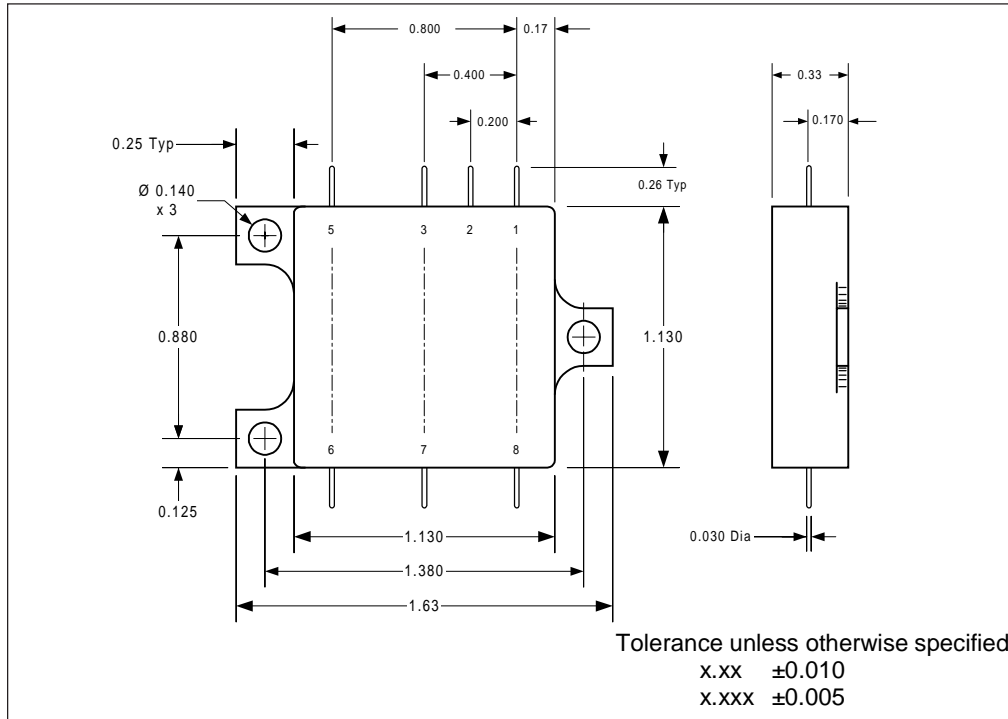 0.800
0.17
0.33
0.400
0.170
0.200
0.25 Typ
0.26 Typ
Ø 0.140
x 3
5
3
2
1
0.880
1.130
6
7
8
0.125
1.130
0.030 Dia
1.380
1.63
Tolerance unless otherwise specified
x.xx ±0.010
x.xxx ±0.005